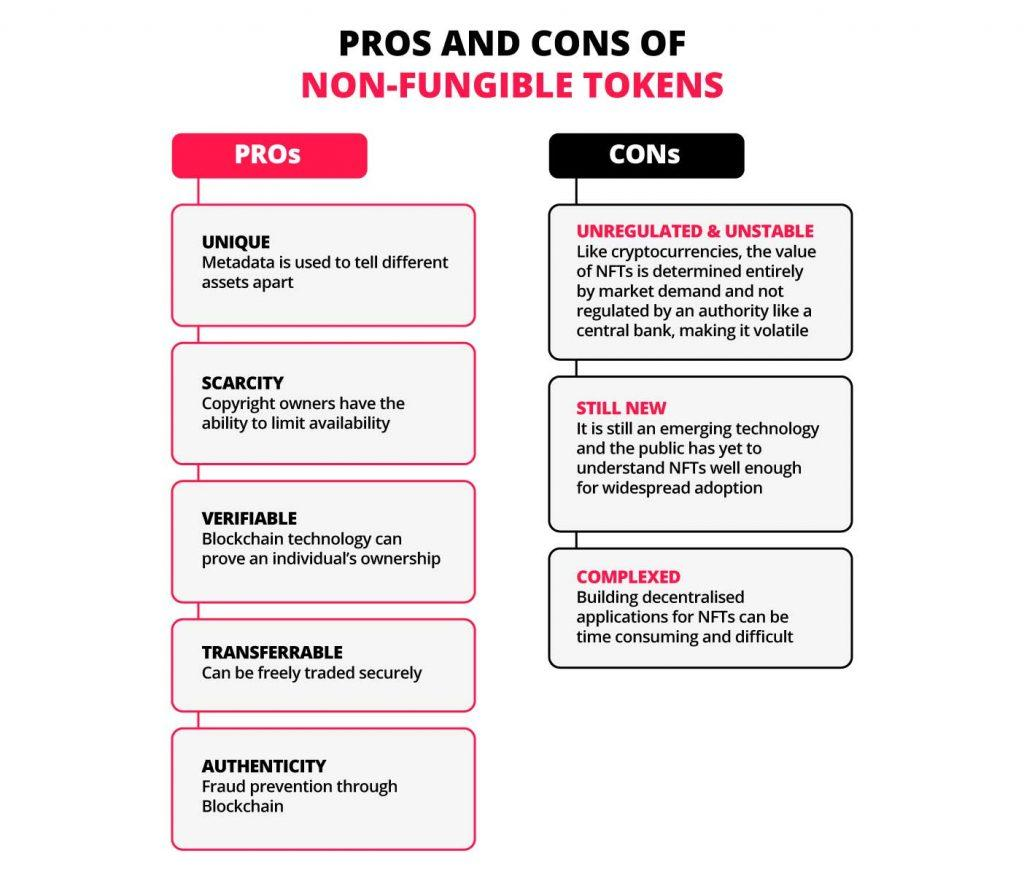 PROS AND CONS OF
NON-FUNGIBLE TOKENS
PROs
UNIQUE
Metadata is used to tell different
assets apart
SCARCITY
Copyright owners have the
ability to limit availability
VERIFIABLE
Blockchain technology can
prove an individual’s ownership
TRANSFERRABLE
Can be freely traded securely
AUTHENTICITY
Fraud prevention through
Blockchain
CONs
UNREGULATED & UNSTABLE
Like cryptocurrencies, the value
of NFTs is determined entirely
by market demand and not
regulated by an authority like a
central bank, making it volatile
STILL NEW
It is still an emerging technology
and the public has yet to
understand NFTs well enough
for widespread adoption
COMPLEXED
Building decentralised
applications for NFTs can be
time consuming and difficult